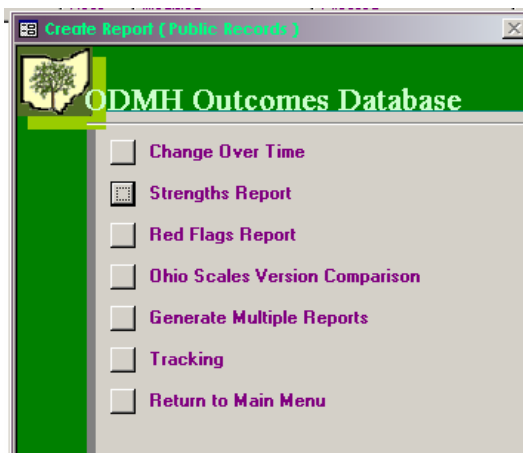 Create Report ( Public Records )
ODMH Outcomes Database
Change Over Time
Strengths Report
Red Flags Report
Ohio Scales Version Comparison
Generate Multiple Reports
Tracking
Return to Main Menu